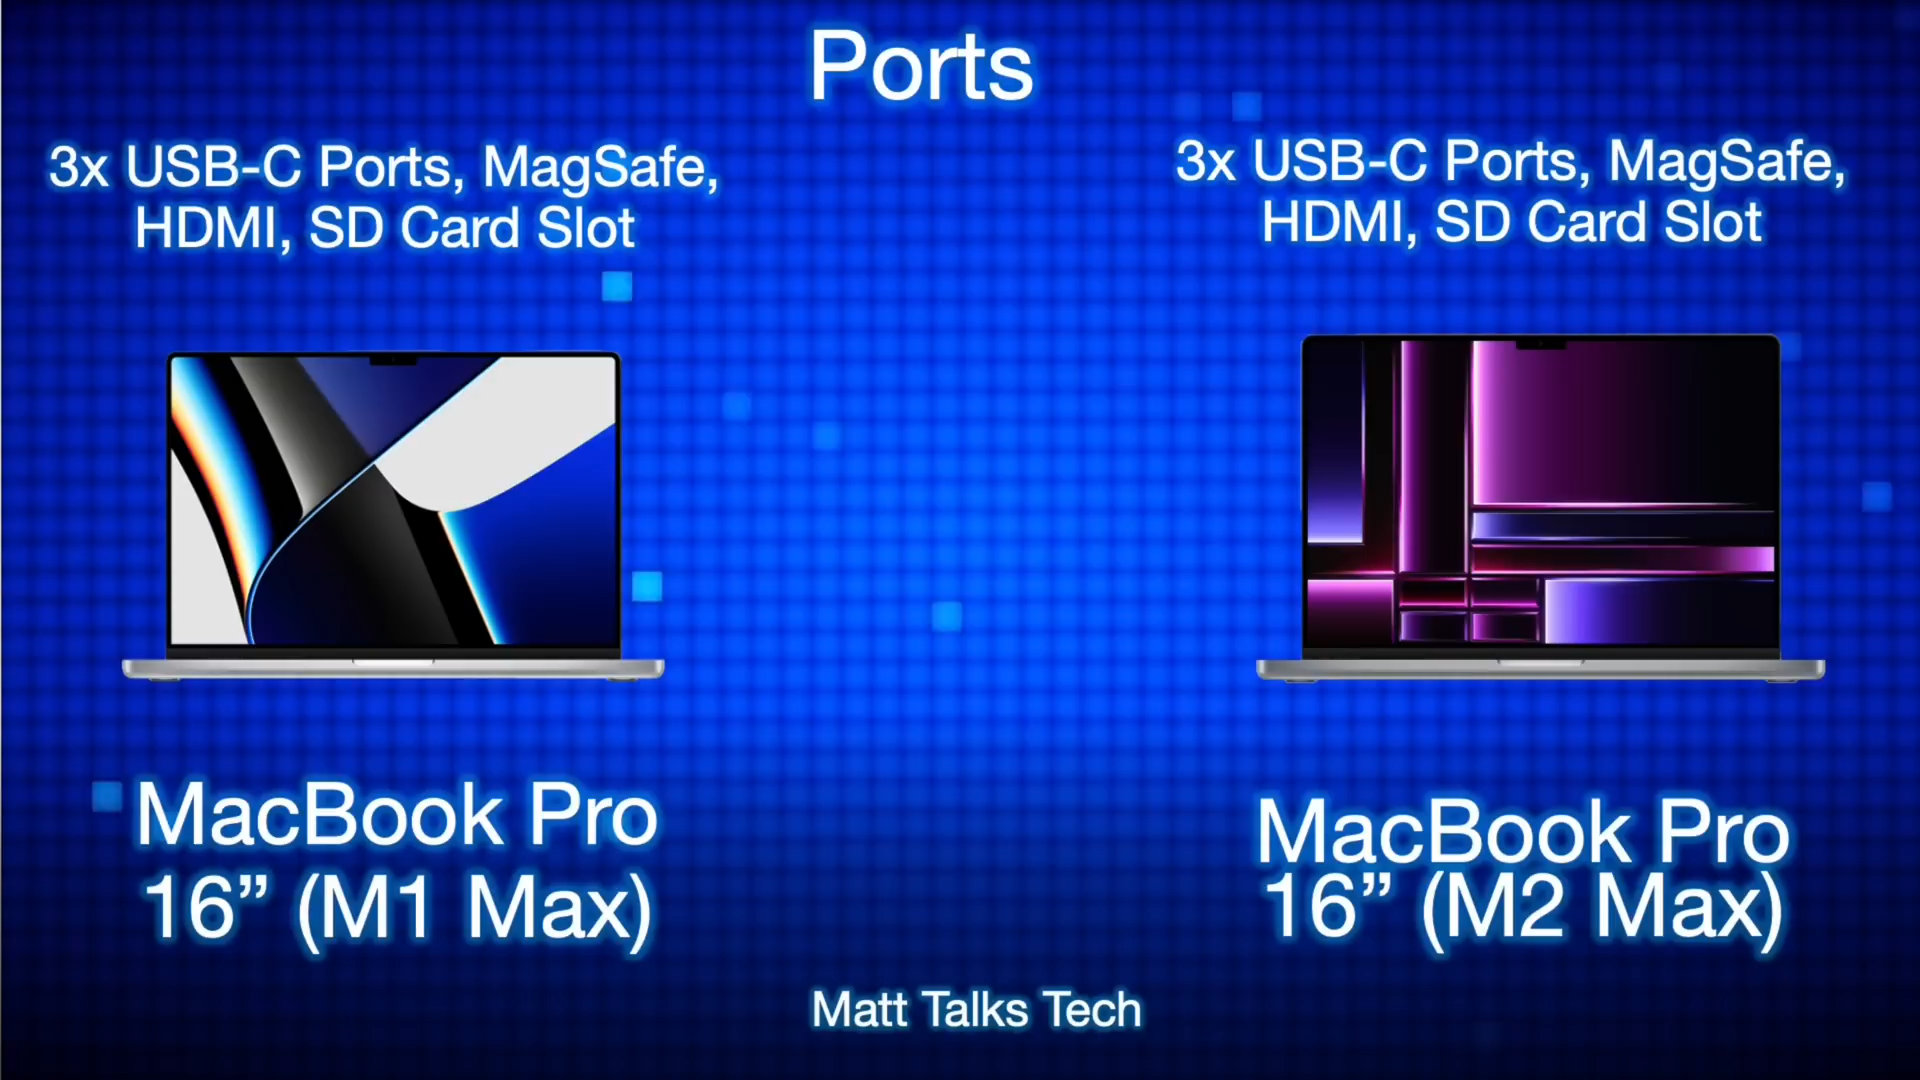 Ports
3x USB-C Ports, MagSafe,
HDMI, SD Card Slot
3x USB-C Ports, MagSafe,
HDMI, SD Card Slot
MacBook Pro
16” (M1 Max)
MacBook Pro
16” (M2 Max)
Matt Talks Tech